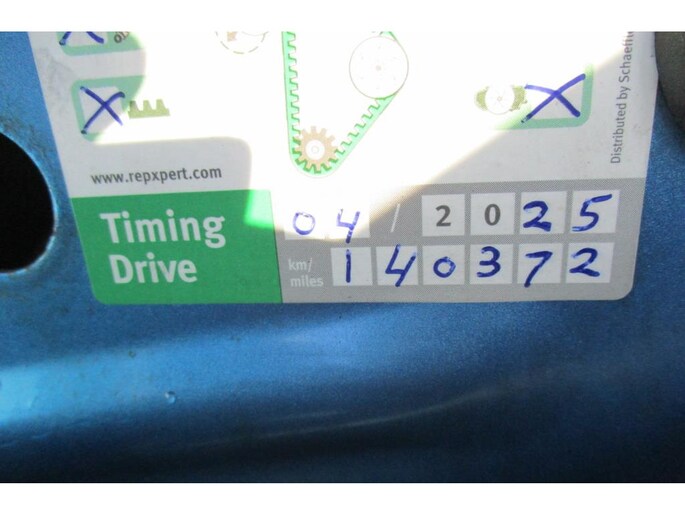 www.repxpert.com
Distributed by Schaeffl
Timing
Drive
04 / 2025
km/
miles
140372